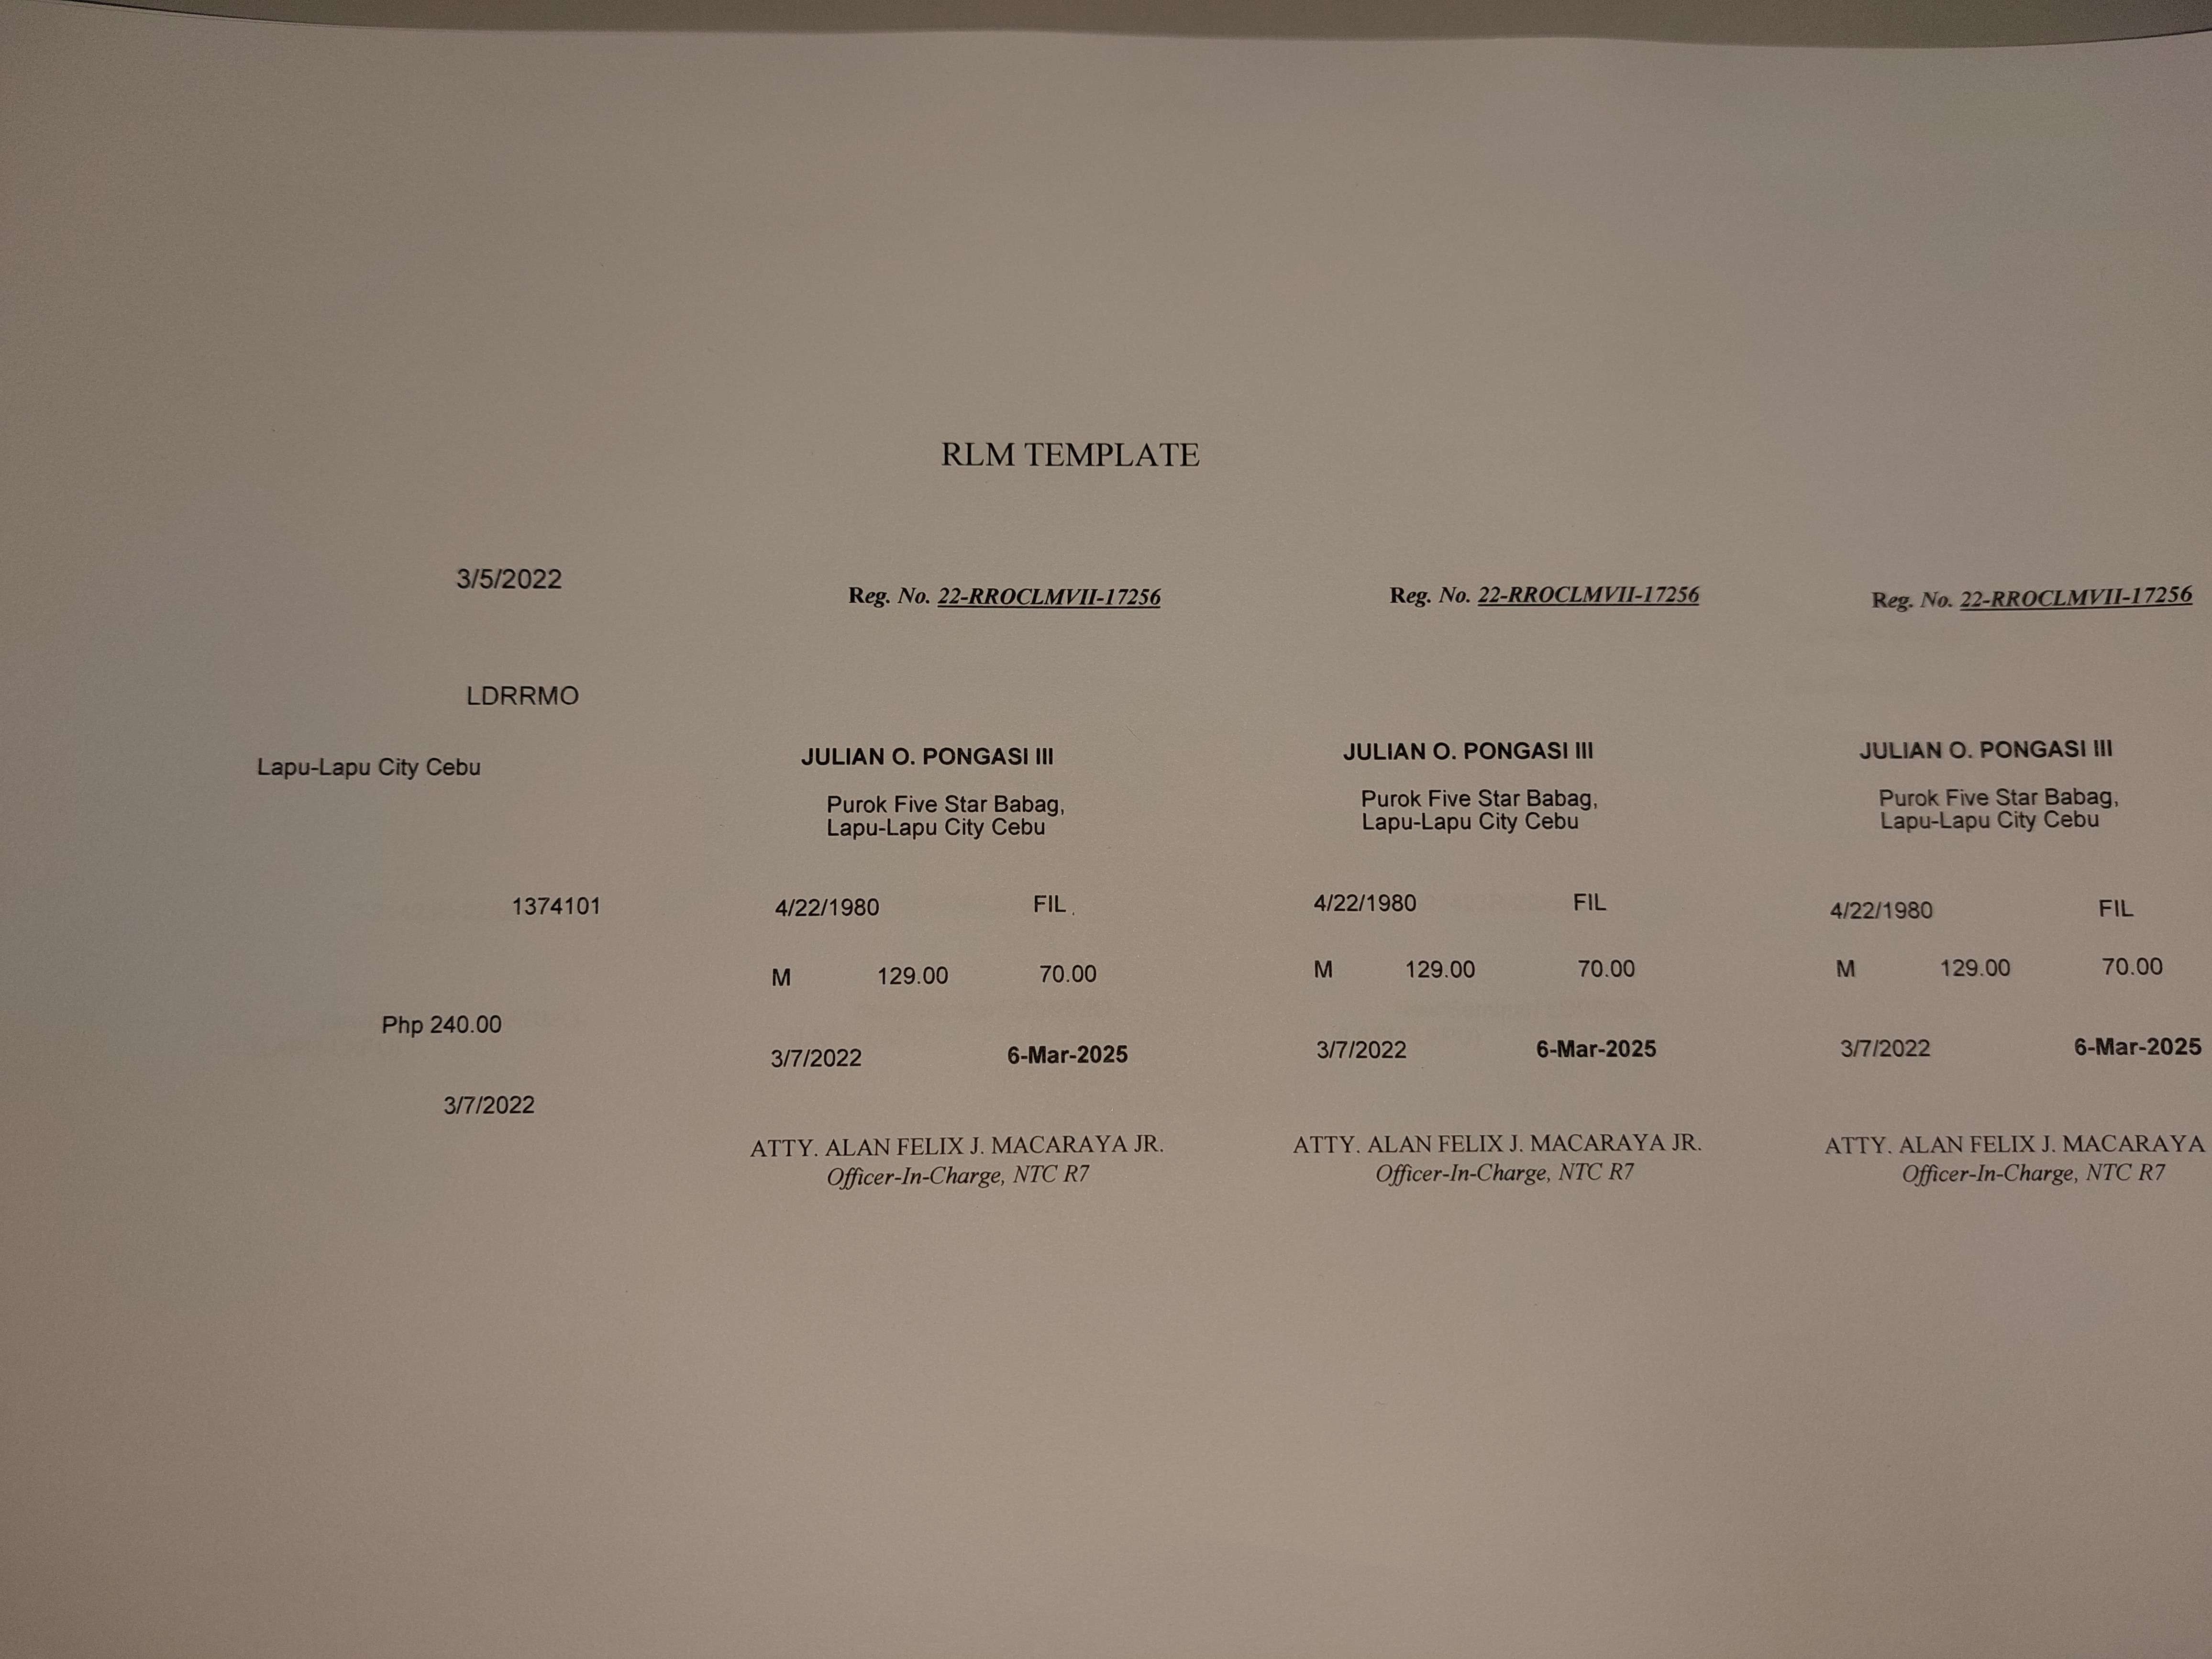 RLM TEMPLATE
3/5/2022
Reg. No. 22-RROCLMVII-17256 Reg. No. 22-RROCLMVII-17256 Reg. No. 22-RROCLMVII-17256
LDRRMO
Lapu-Lapu City Cebu JULIAN O. PONGASI III JULIAN O. PONGASI III JULIAN O. PONGASI III
Purok Five Star Babag, Purok Five Star Babag, Purok Five Star Babag,
Lapu-Lapu City Cebu Lapu-Lapu City Cebu Lapu-Lapu City Cebu
1374101 4/22/1980 FIL. 4/22/1980 FIL 4/22/1980 FIL
M 129.00 70.00 M 129.00 70.00 M 129.00 70.00
Php 240.00
3/7/2022 6-Mar-2025 3/7/2022 6-Mar-2025 3/7/2022 6-Mar-2025
3/7/2022
ATTY. ALAN FELIX J. MACARAYA JR. ATTY. ALAN FELIX J. MACARAYA JR. ATTY. ALAN FELIX J. MACARAYA
Officer-In-Charge, NTC R7 Officer-In-Charge, NTC R7 Officer-In-Charge, NTC R7